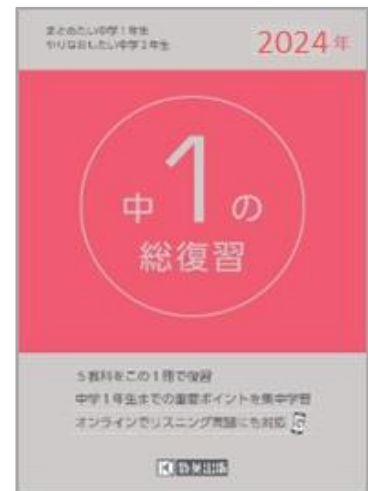 まとめたい中学1年生
やりなおしたい中学2年生
2024年
中1の
総復習
5教科をこの1冊で復習
中学1年生までの重要ポイントを集中学習
オンラインでリスニング問題にも対応